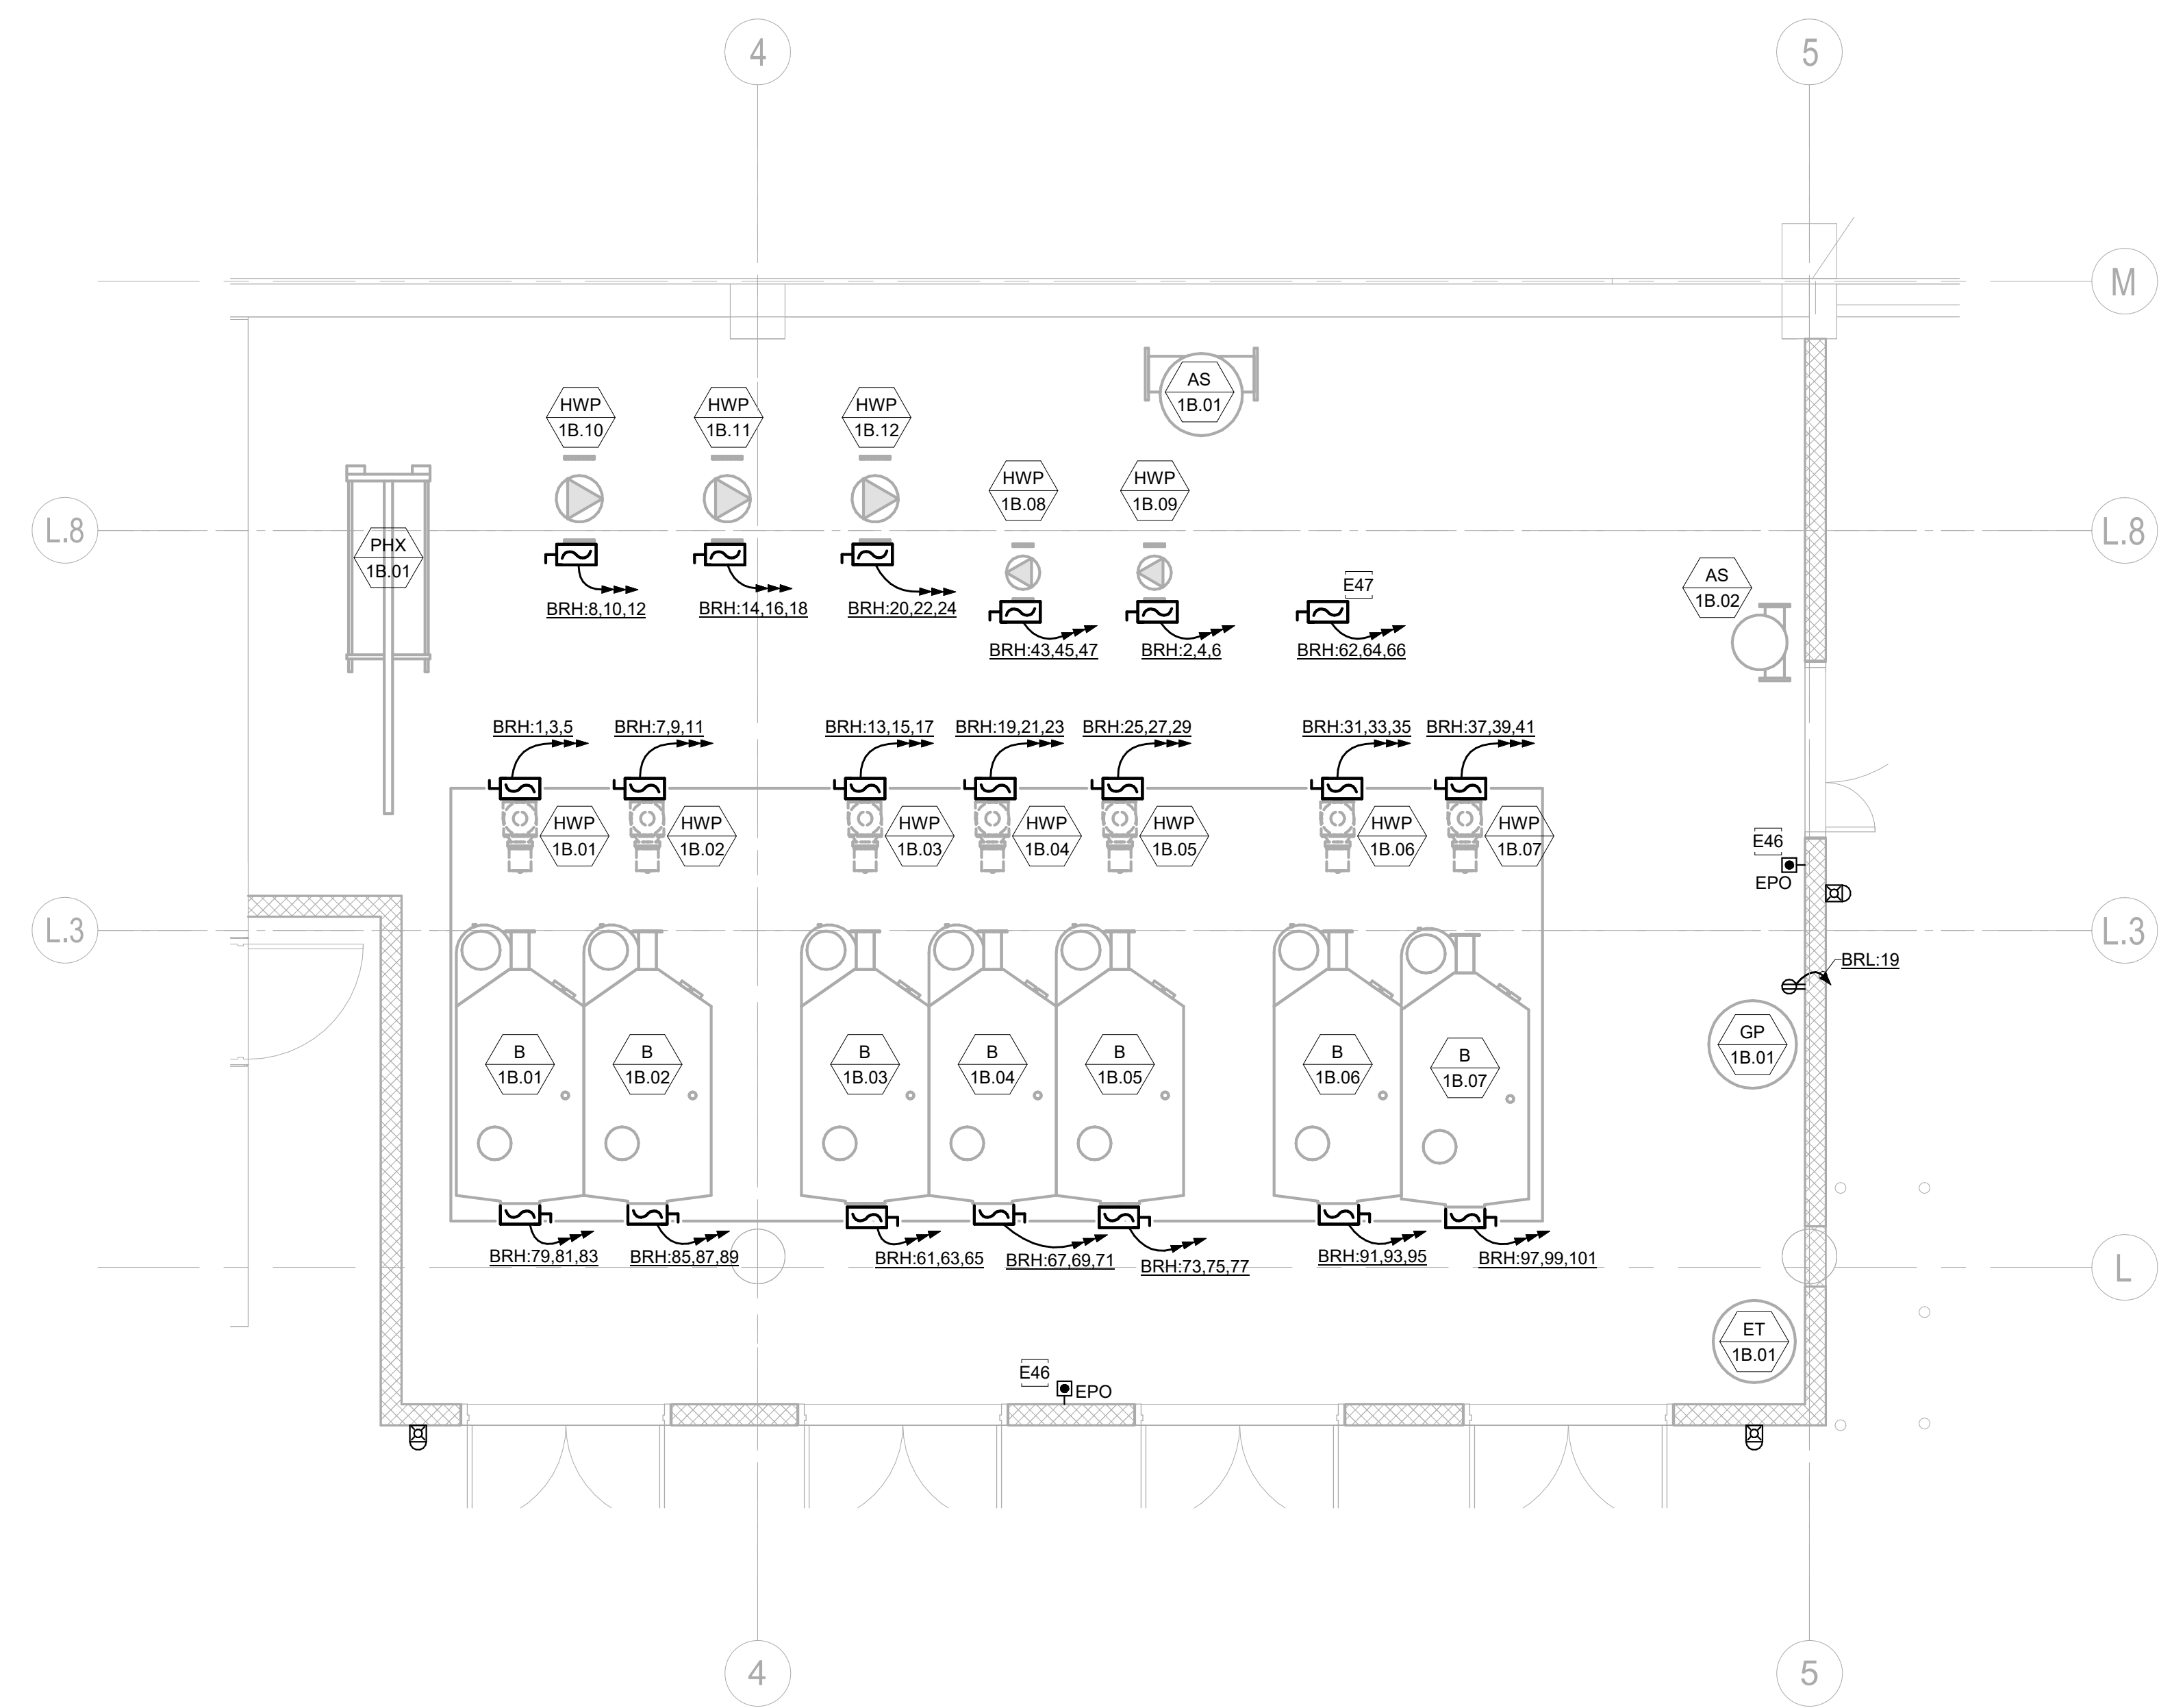 4
5
M
AS
1B.01
HWP
1B.10
HWP
1B.11
HWP
1B.12
HWP
1B.08
HWP
1B.09
L.8
L.8
PHX
1B.01
E47
AS
1B.02
BRH:8,10,12
BRH:14,16,18
BRH:20,22,24
BRH:43,45,47
BRH:2,4,6
BRH:62,64,66
BRH:1,3,5
BRH:7,9,11
BRH:13,15,17
BRH:19,21,23
BRH:25,27,29
BRH:31,33,35
BRH:37,39,41
HWP
1B.01
HWP
1B.02
HWP
1B.03
HWP
1B.04
HWP
1B.05
HWP
1B.06
HWP
1B.07
E46
EPO
L.3
L.3
BRL:19
B
1B.01
B
1B.02
B
1B.03
B
1B.04
B
1B.05
B
1B.06
B
1B.07
GP
1B.01
BRH:79,81,83
BRH:85,87,89
BRH:61,63,65
BRH:67,69,71
BRH:73,75,77
BRH:91,93,95
BRH:97,99,101
L
ET
1B.01
E46
EPO
4
5